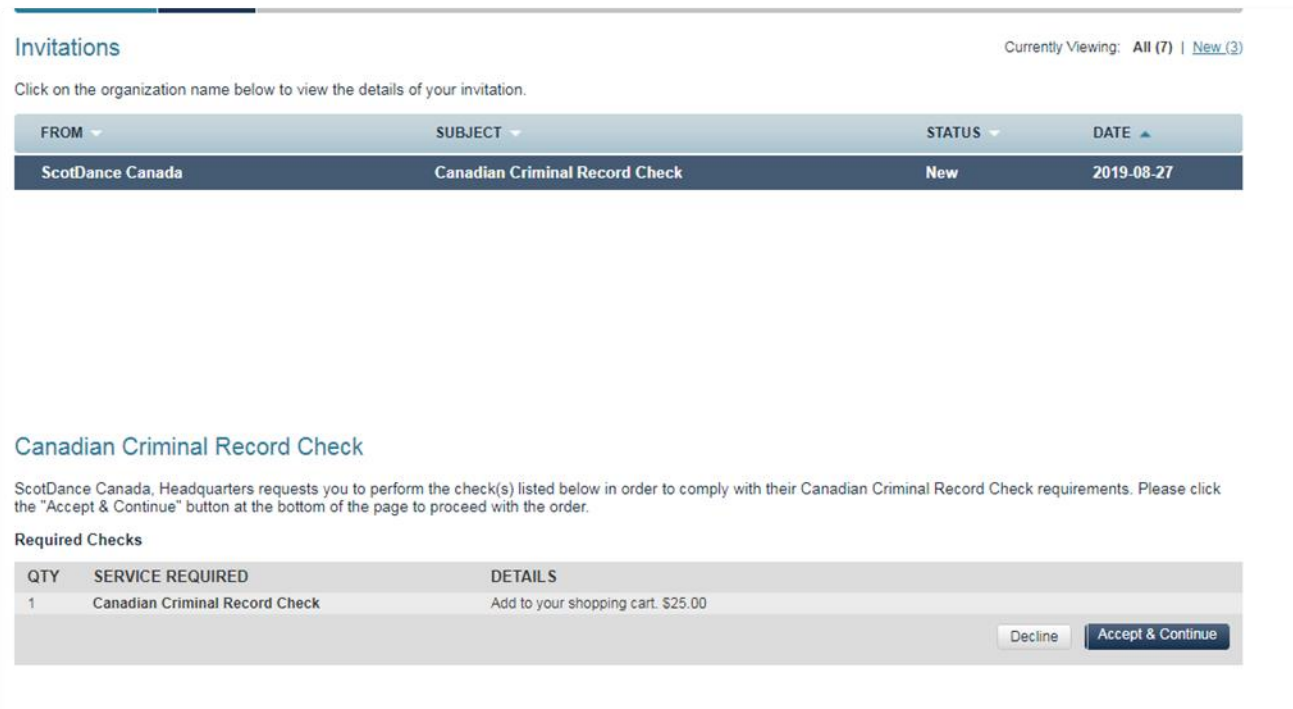 Invitations
Currently Viewing: All (7) | New (3)
Click on the organization name below to view the details of your invitation.
FROM SUBJECT STATUS DATE
ScotDance Canada Canadian Criminal Record Check New 2019-08-27
Canadian Criminal Record Check
ScotDance Canada, Headquarters requests you to perform the check(s) listed below in order to comply with their Canadian Criminal Record Check requirements. Please click
the "Accept & Continue" button at the bottom of the page to proceed with the order.
Required Checks
QTY SERVICE REQUIRED DETAILS
1 Canadian Criminal Record Check Add to your shopping cart. $25.00
Decline Accept & Continue